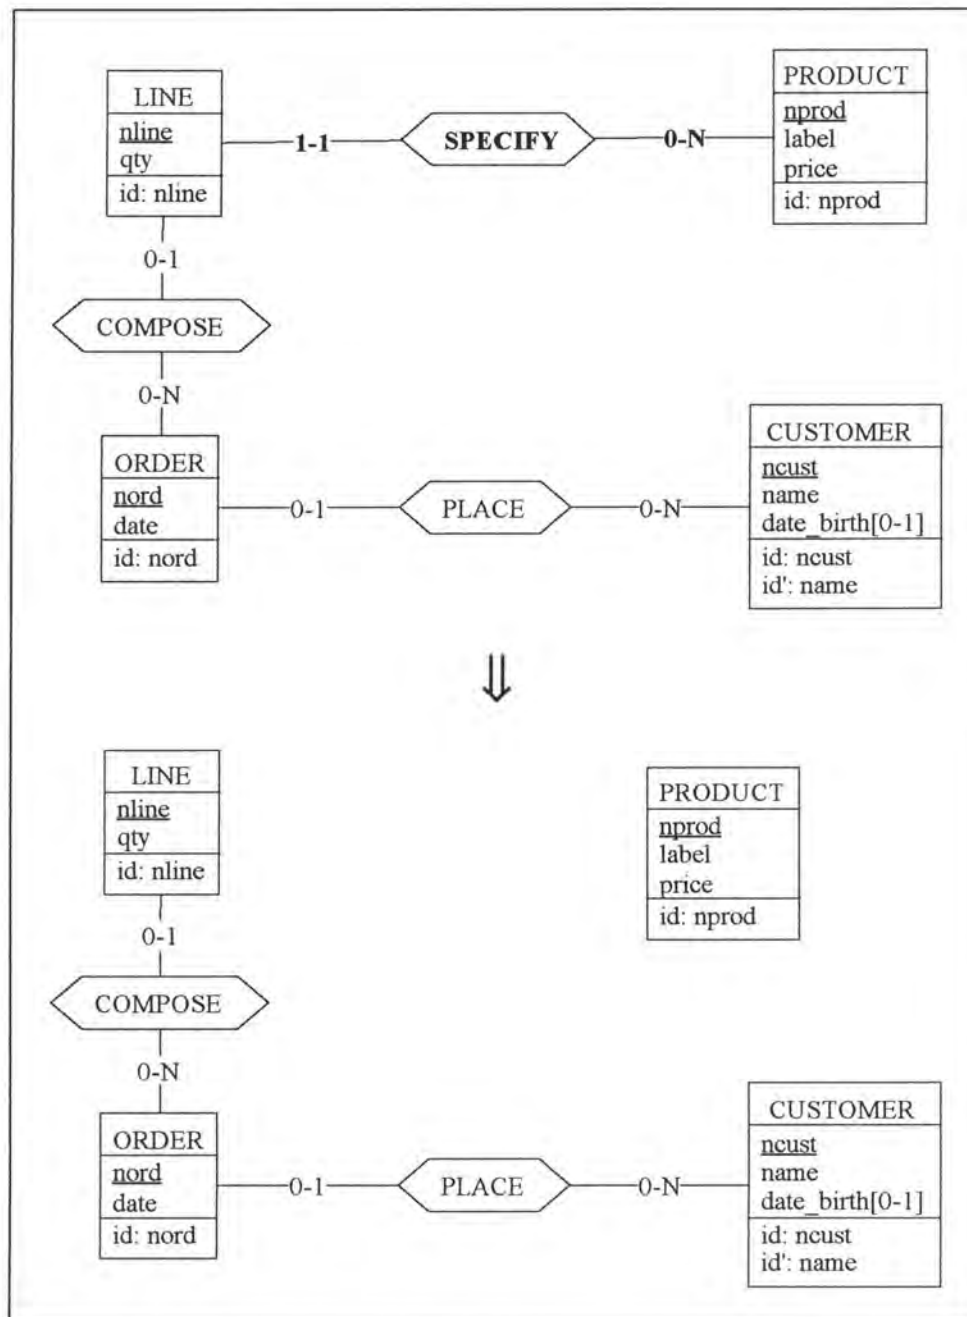 LINE
nline
qty
id: nline
1-1
SPECIFY
0-N
PRODUCT
nprod
label
price
id: nprod
0-1
COMPOSE
0-N
ORDER
nord
date
id: nord
0-1
PLACE
0-N
CUSTOMER
ncust
name
date_birth[0-1]
id: ncust
id': name
⇓
LINE
nline
qty
id: nline
PRODUCT
nprod
label
price
id: nprod
0-1
COMPOSE
0-N
ORDER
nord
date
id: nord
0-1
PLACE
0-N
CUSTOMER
ncust
name
date_birth[0-1]
id: ncust
id': name